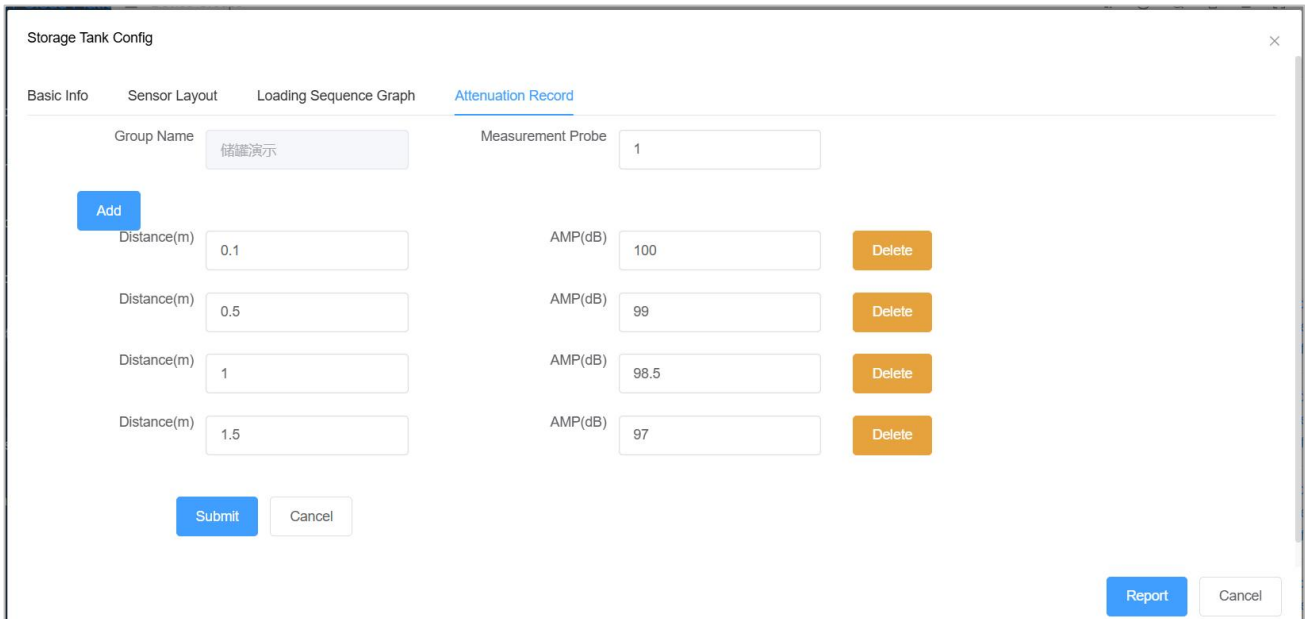 Storage Tank Config
Basic Info Sensor Layout Loading Sequence Graph Attenuation Record
Group Name 储罐演示 Measurement Probe 1
Add
Distance(m) 0.1 AMP(dB) 100 Delete
Distance(m) 0.5 AMP(dB) 99 Delete
Distance(m) 1 AMP(dB) 98.5 Delete
Distance(m) 1.5 AMP(dB) 97 Delete
Submit Cancel
Report Cancel